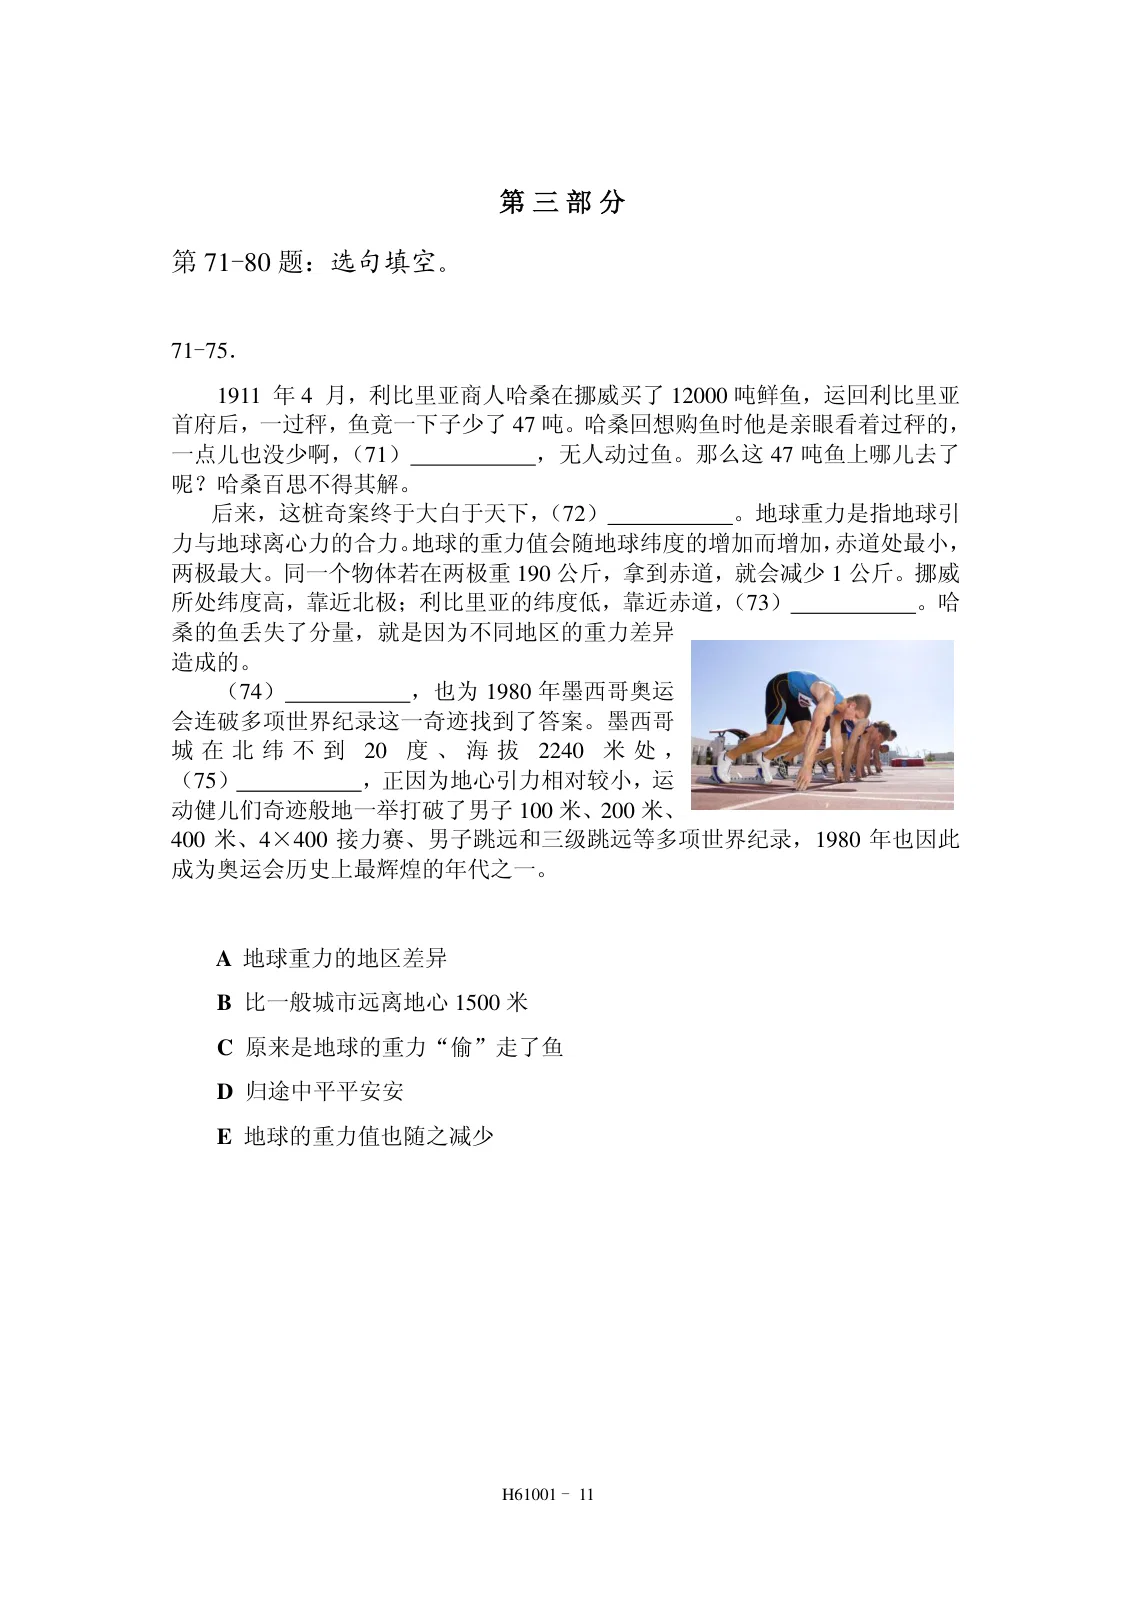 第三部分
第 71-80 题：选句填空。
71-75．
1911 年 4 月，利比里亚商人哈桑在挪威买了 12000 吨鲜鱼，运回利比里亚
首府后，一过秤，鱼竟一下子少了 47 吨。哈桑回想购鱼时他是亲眼看着过秤的，
一点儿也没少啊，（71）___________，无人动过鱼。那么这 47 吨鱼上哪儿去了
呢？哈桑百思不得其解。
后来，这桩奇案终于大白于天下，（72）___________。地球重力是指地球引
力与地球离心力的合力。地球的重力值会随地球纬度的增加而增加，赤道处最小，
两极最大。同一个物体若在两极重 190 公斤，拿到赤道，就会减少 1 公斤。挪威
所处纬度高，靠近北极；利比里亚的纬度低，靠近赤道，（73）___________。哈
桑的鱼丢失了分量，就是因为不同地区的重力差异
造成的。
（74）___________，也为 1980 年墨西哥奥运
会连破多项世界纪录这一奇迹找到了答案。墨西哥
城在北纬不到 20 度、海拔 2240 米处，
（75）___________，正因为地心引力相对较小，运
动健儿们奇迹般地一举打破了男子 100 米、200 米、
400 米、4×400 接力赛、男子跳远和三级跳远等多项世界纪录，1980 年也因此
成为奥运会历史上最辉煌的年代之一。
A 地球重力的地区差异
B 比一般城市远离地心 1500 米
C 原来是地球的重力“偷”走了鱼
D 归途中平平安安
E 地球的重力值也随之减少
H61001－ 11